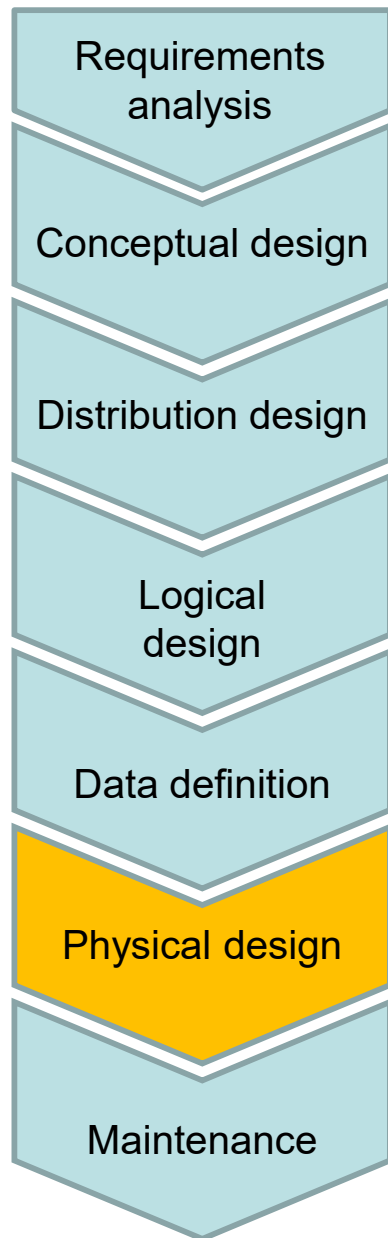 Requirements
analysis
Conceptual design
Distribution design
Logical
design
Data definition
Physical design
Maintenance